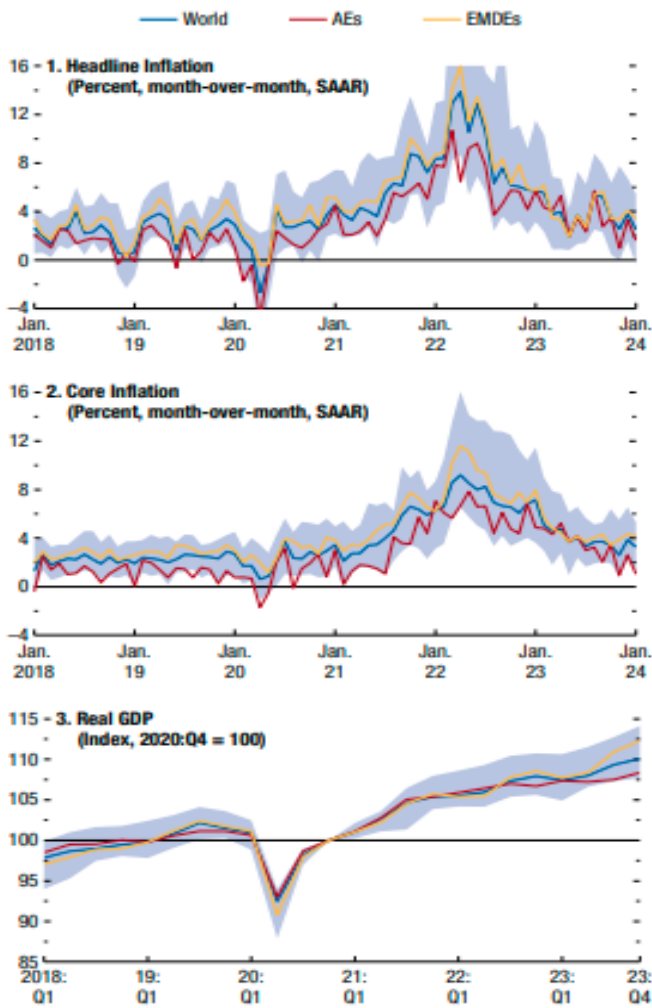 World AEs EMDEs
1. Headline Inflation
(Percent, month-over-month, SAAR)
16
12
8
4
0
–4
Jan. Jan. Jan. Jan. Jan. Jan. Jan.
2018 19 20 21 22 23 24
2. Core Inflation
(Percent, month-over-month, SAAR)
16
12
8
4
0
–4
Jan. Jan. Jan. Jan. Jan. Jan. Jan.
2018 19 20 21 22 23 24
3. Real GDP
(Index, 2020:Q4 = 100)
115
110
105
100
95
90
85
2018: 19: 20: 21: 22: 23: 23:
Q1 Q1 Q1 Q1 Q1 Q1 Q4